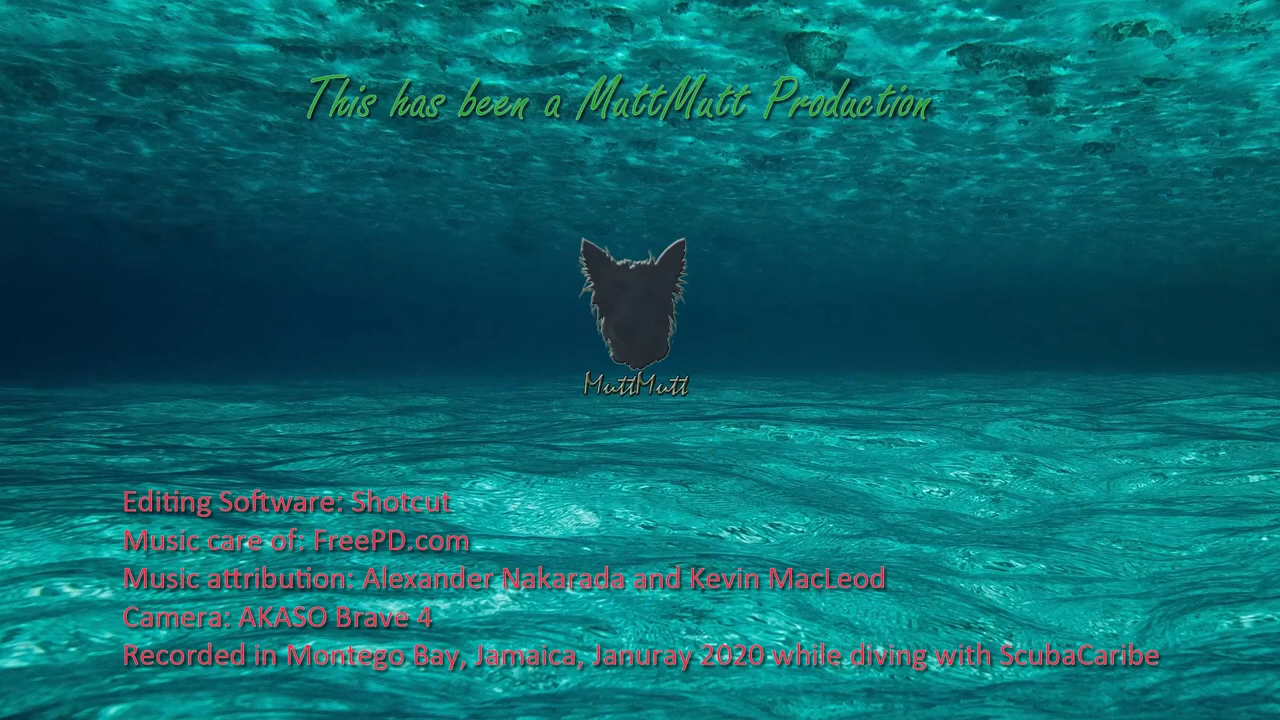 This has been a MuttMutt Production
MuttMutt
Editing Software: Shotcut
Music care of: FreePD.com
Music attribution: Alexander Nakarada and Kevin MacLeod
Camera: AKASO Brave 4
Recorded in Montego Bay, Jamaica, Januray 2020 while diving with ScubaCaribe